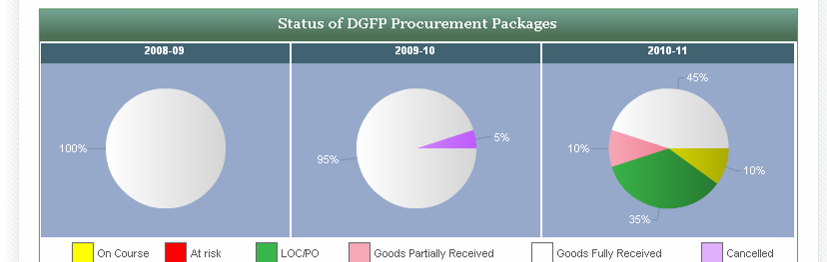 Status of DGFP Procurement Packages
2008-09 2009-10 2010-11
100%
95%
5%
45%
10%
10%
35%
On Course At risk LOC/PO Goods Partially Received Goods Fully Received Cancelled